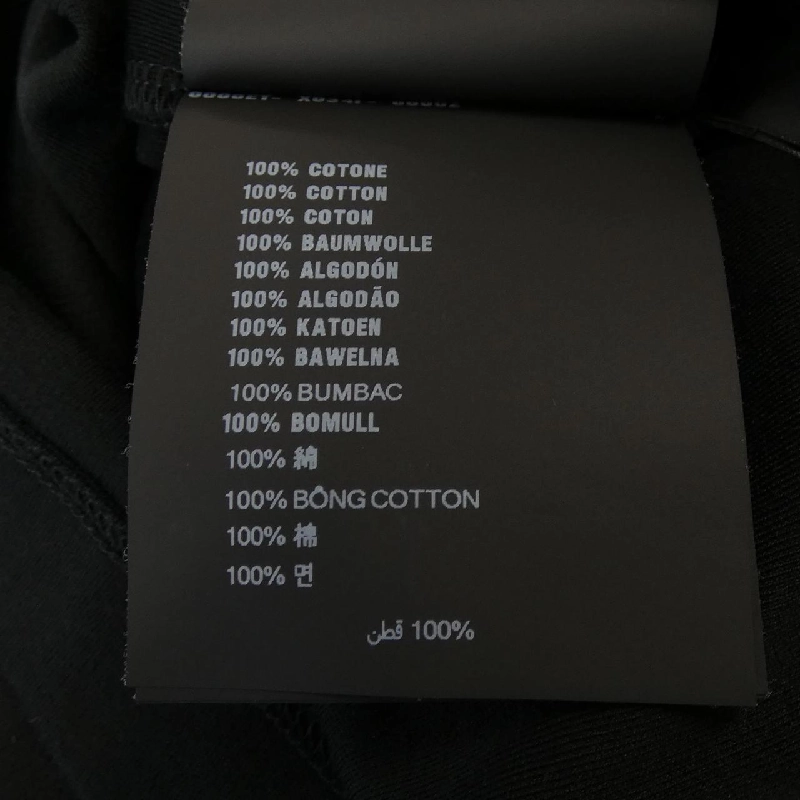 100% COTONE
100% COTTON
100% COTON
100% BAUMWOLLE
100% ALGODÓN
100% ALGODÃO
100% KATOEN
100% BAWELNA
100% BUMBAC
100% BOMULL
100% 綿
100% BÔNG COTTON
100% 棉
100% 면
100% قطن